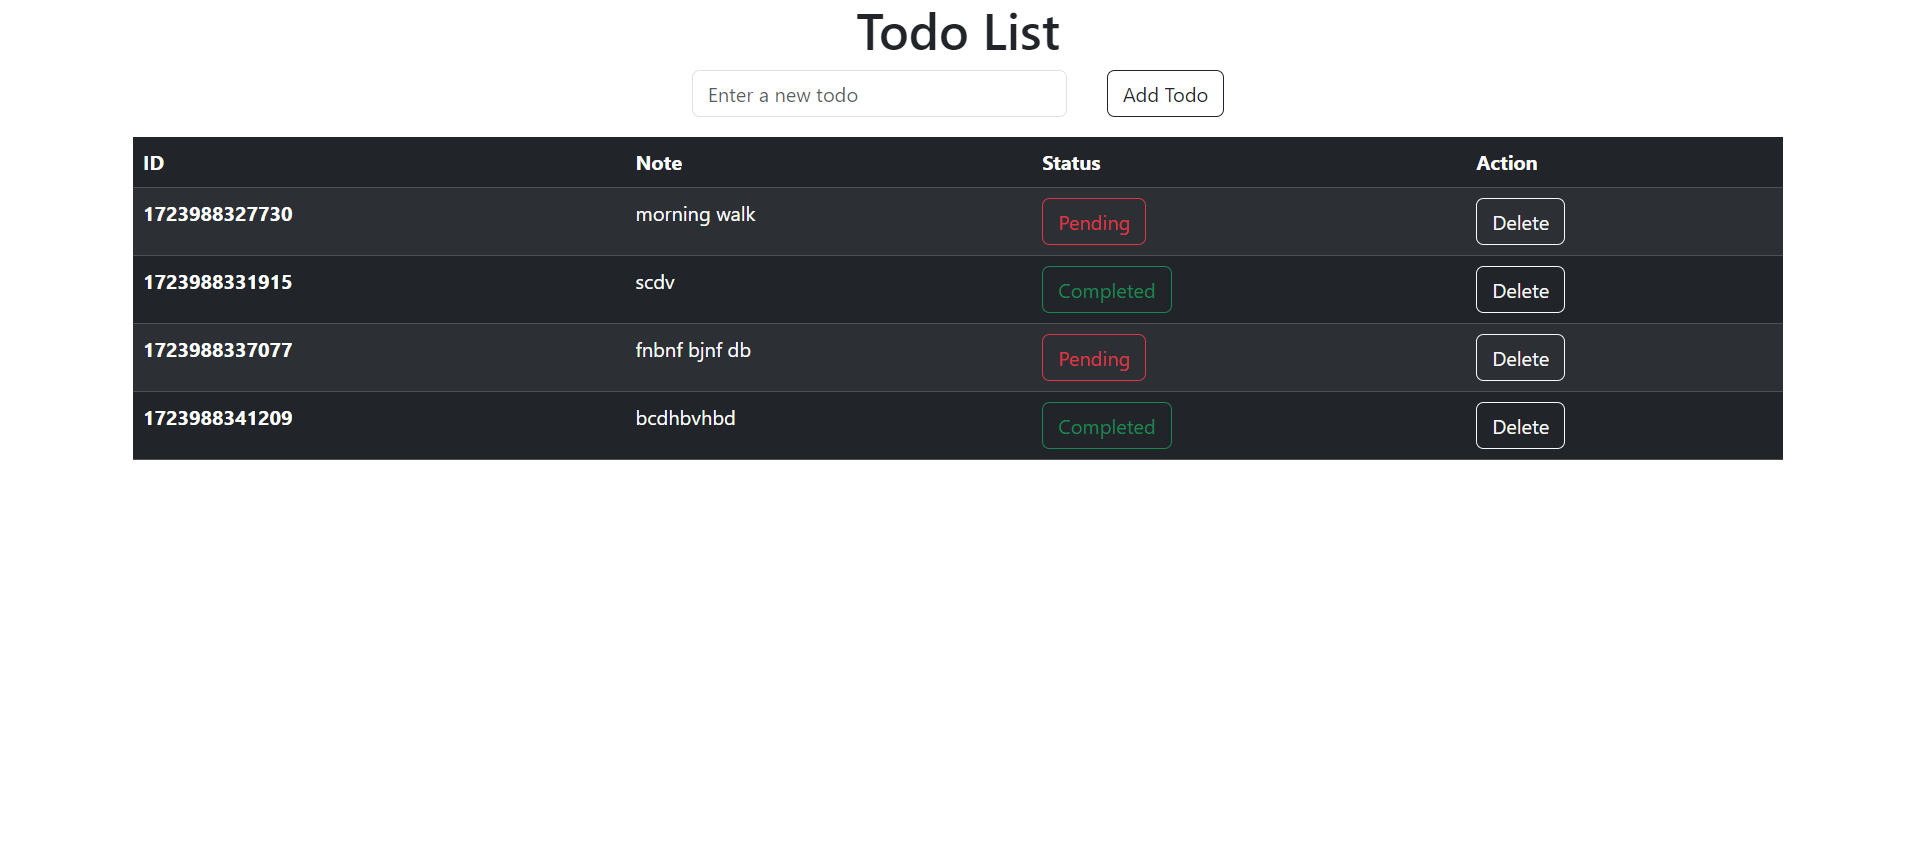 Todo List
Enter a new todo Add Todo
ID Note Status Action
1723988327730 morning walk Pending Delete
1723988331915 scdv Completed Delete
1723988337077 fnbnf bjnf db Pending Delete
1723988341209 bcdhbvhbd Completed Delete